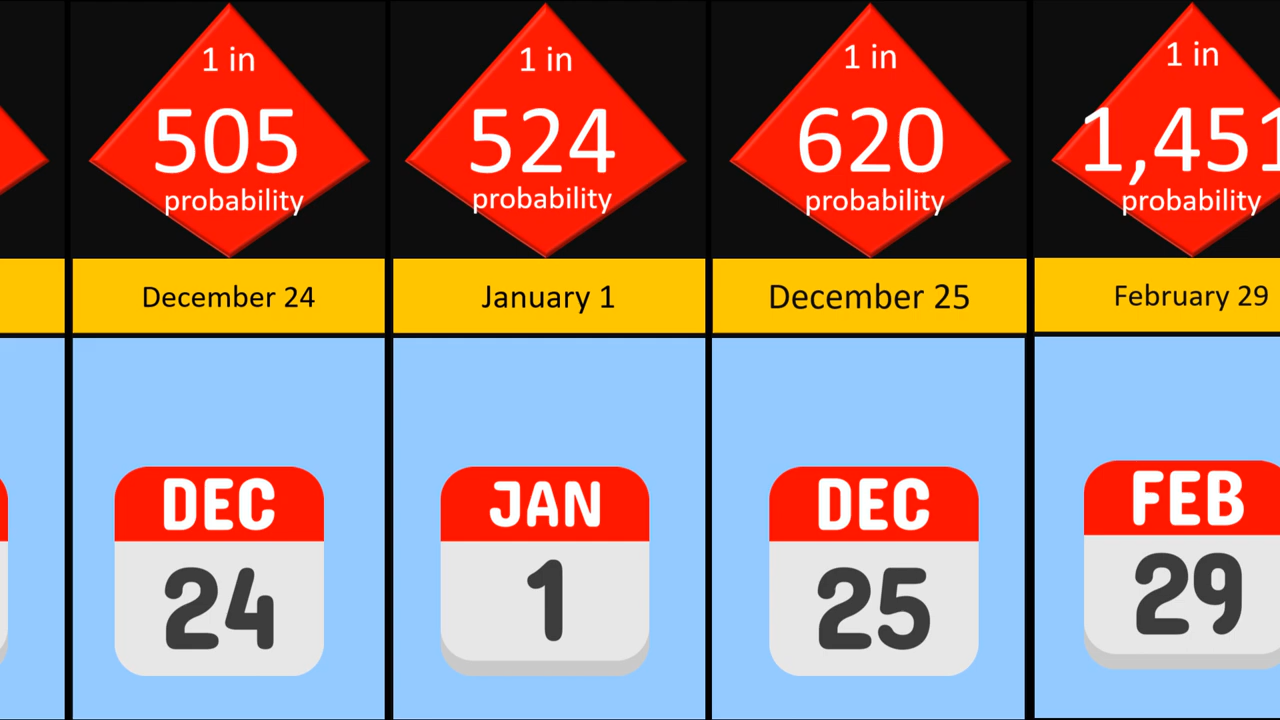 1 in
505
probability
December 24
DEC
24
1 in
524
probability
January 1
JAN
1
1 in
620
probability
December 25
DEC
25
1 in
1,451
probability
February 29
FEB
29